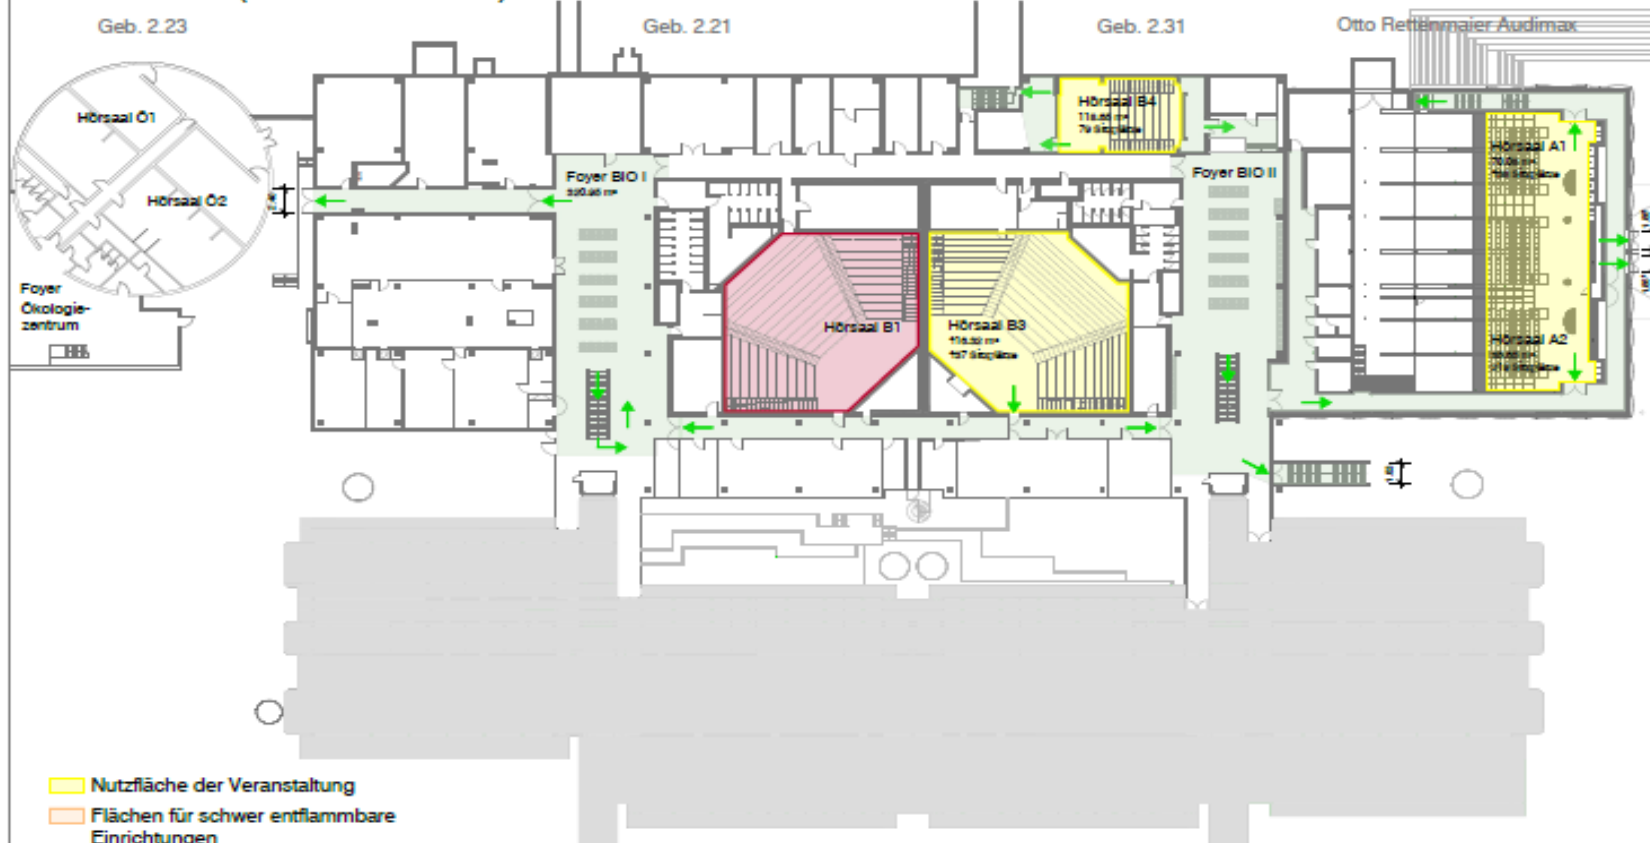 Geb. 2.23
Geb. 2.21
Geb. 2.31
Otto Rettenmaier Audimax
Hörsaal Ö1
Hörsaal Ö2
Foyer
Ökologie-
zentrum
Foyer BIO I
Hörsaal B4
Foyer BIO II
Hörsaal A1
Hörsaal B1
Hörsaal B3
Hörsaal A2
Nutzfläche der Veranstaltung
Flächen für schwer entflammbare
Einrichtungen